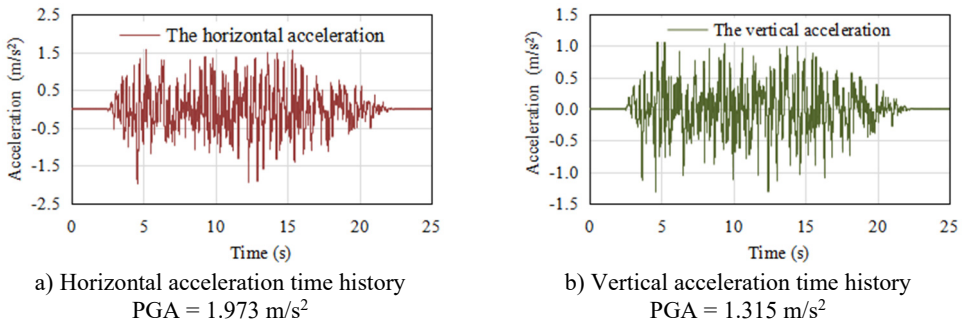 The horizontal acceleration
Acceleration (m/s²)
2.5
1.5
0.5
-0.5
-1.5
-2.5
0 5 10 15 20 25
Time (s)
a) Horizontal acceleration time history
PGA = 1.973 m/s²
The vertical acceleration
Acceleration (m/s²)
1.5
1.0
0.5
0.0
-0.5
-1.0
-1.5
0 5 10 15 20 25
Time (s)
b) Vertical acceleration time history
PGA = 1.315 m/s²